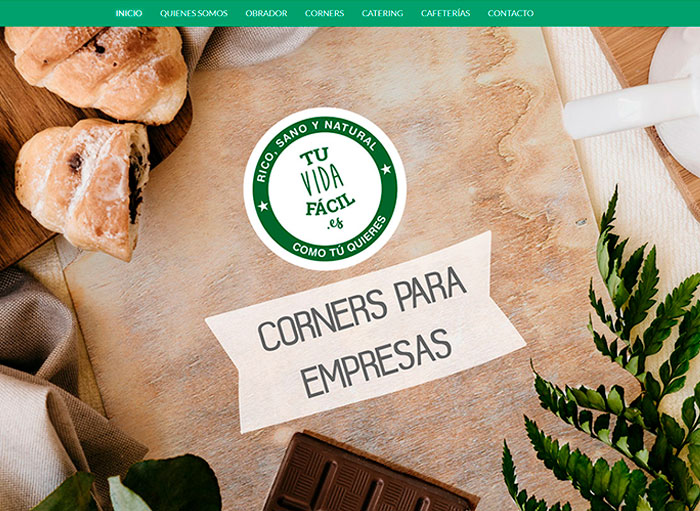 INICIO QUIENES SOMOS OBRADOR CORNERS CATERING CAFETERÍAS CONTACTO
RICO, SANO Y NATURAL
TU
VIDA
FÁCIL
.es
COMO TÚ QUIERES
CORNERS PARA
EMPRESAS